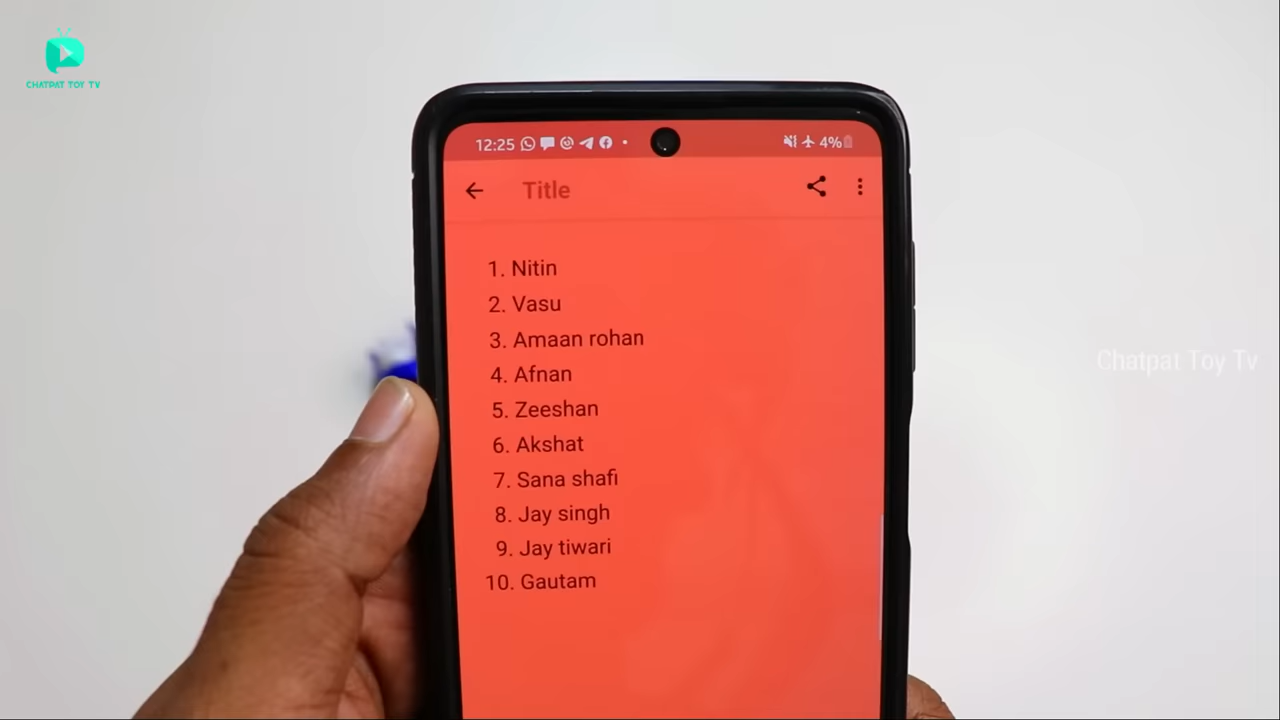 CHATPAT TOY TV
12:25 4%
Title
1. Nitin
2. Vasu
3. Amaan rohan
4. Afnan
5. Zeeshan
6. Akshat
7. Sana shafi
8. Jay singh
9. Jay tiwari
10. Gautam
Chatpat Toy Tv